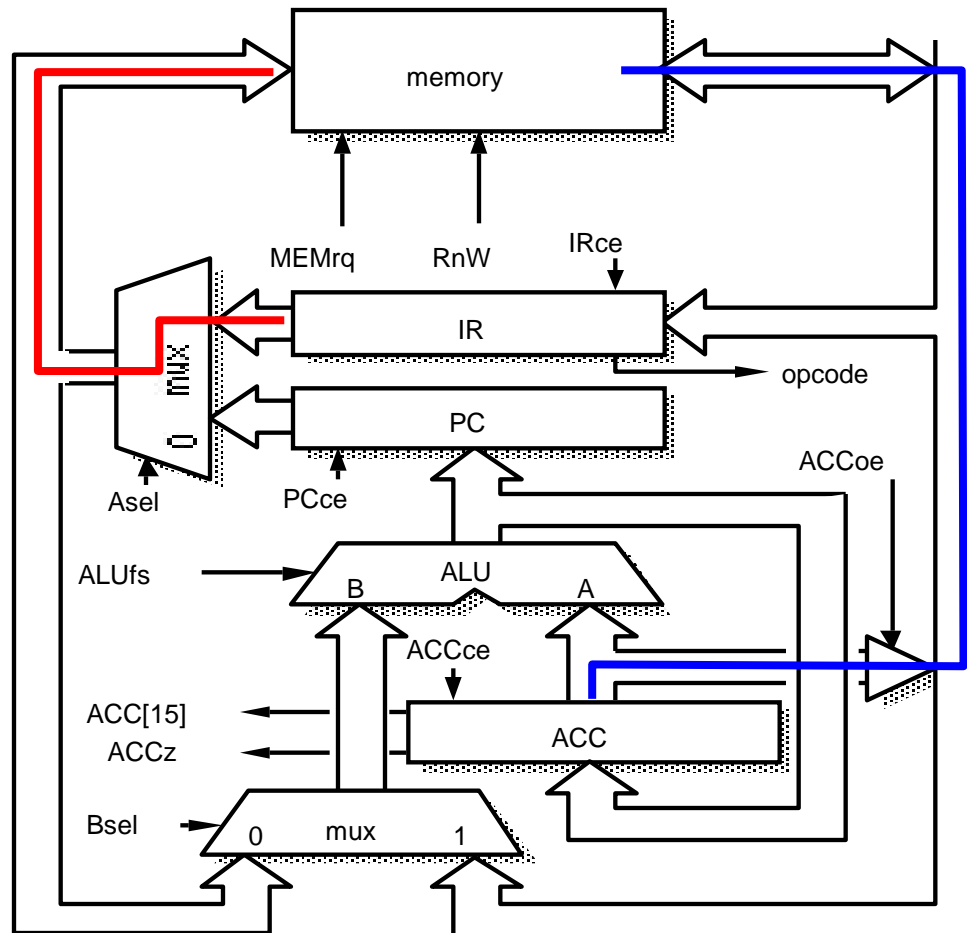 memory
MEMrq
RnW
IRce
IR
opcode
mux
0
PC
Asel
PCce
ACCoe
ALUfs
ALU
B
A
ACCce
ACC[15]
ACCz
ACC
Bsel
0
mux
1